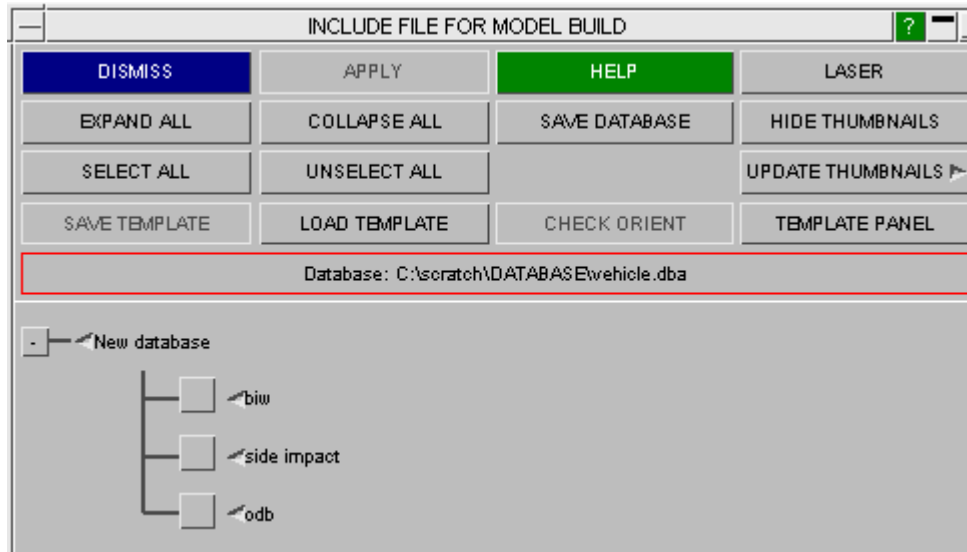 INCLUDE FILE FOR MODEL BUILD ?
DISMISS APPLY HELP LASER
EXPAND ALL COLLAPSE ALL SAVE DATABASE HIDE THUMBNAILS
SELECT ALL UNSELECT ALL UPDATE THUMBNAILS
SAVE TEMPLATE LOAD TEMPLATE CHECK ORIENT TEMPLATE PANEL
Database: C:\scratch\DATABASE\vehicle.dba
- New database
biw
side impact
odb